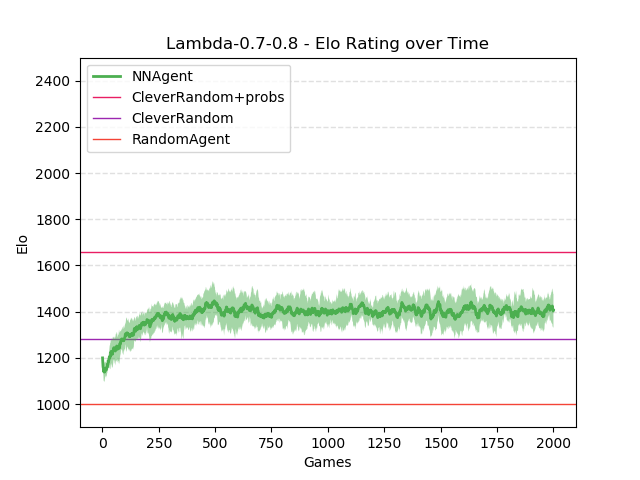 Lambda-0.7-0.8 - Elo Rating over Time
NNAgent
CleverRandom+probs
CleverRandom
RandomAgent
2400
2200
2000
1800
1600
1400
1200
1000
Elo
0 250 500 750 1000 1250 1500 1750 2000
Games